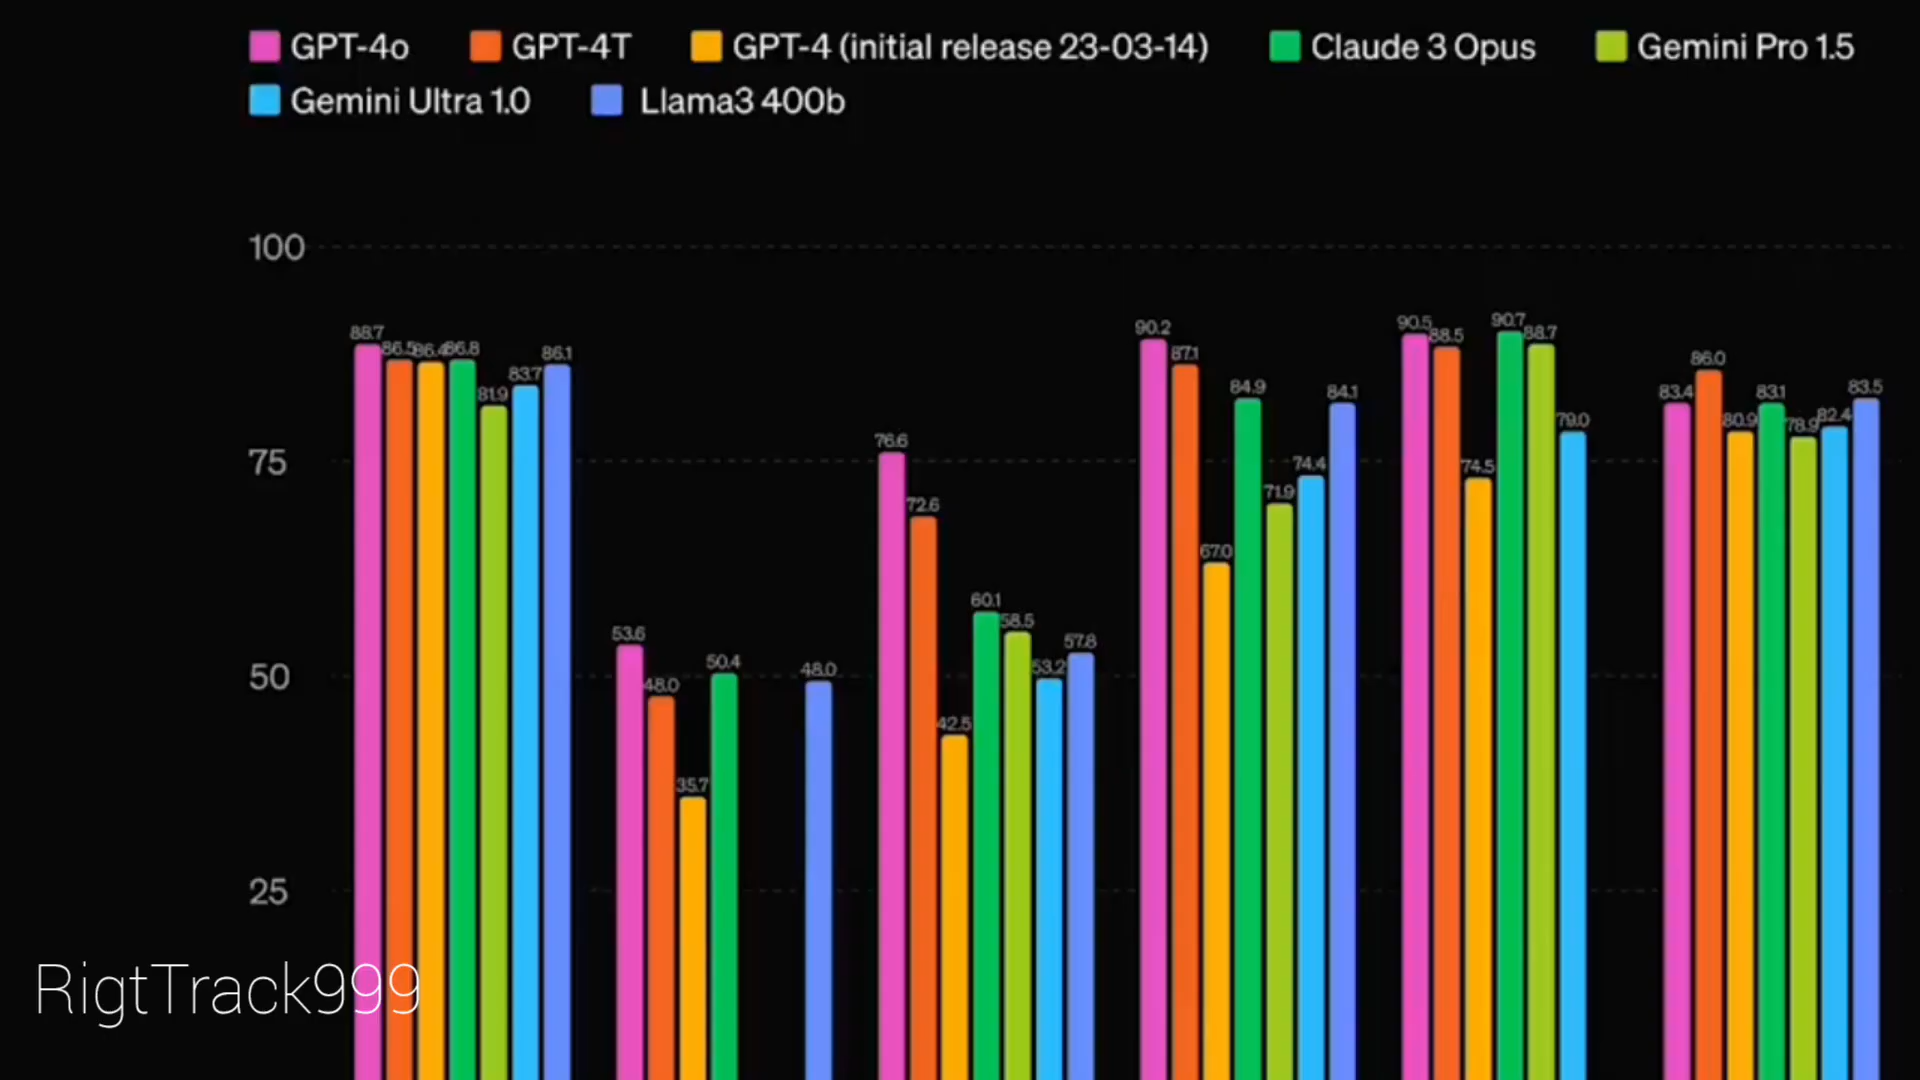 GPT-4o GPT-4T GPT-4 (initial release 23-03-14) Claude 3 Opus Gemini Pro 1.5
Gemini Ultra 1.0 Llama3 400b
100
88.7 86.5 86.4 86.8 81.9 83.7 86.1
53.6 48.0 35.7 50.4 48.0
76.6 72.6 42.5 60.1 58.5 53.2 57.8
90.2 87.1 67.0 84.9 71.9 74.4 84.1
90.5 88.5 74.5 90.7 88.7 79.0
83.4 86.0 80.9 83.1 78.9 82.4 83.5
75
50
25
RigtTrack999